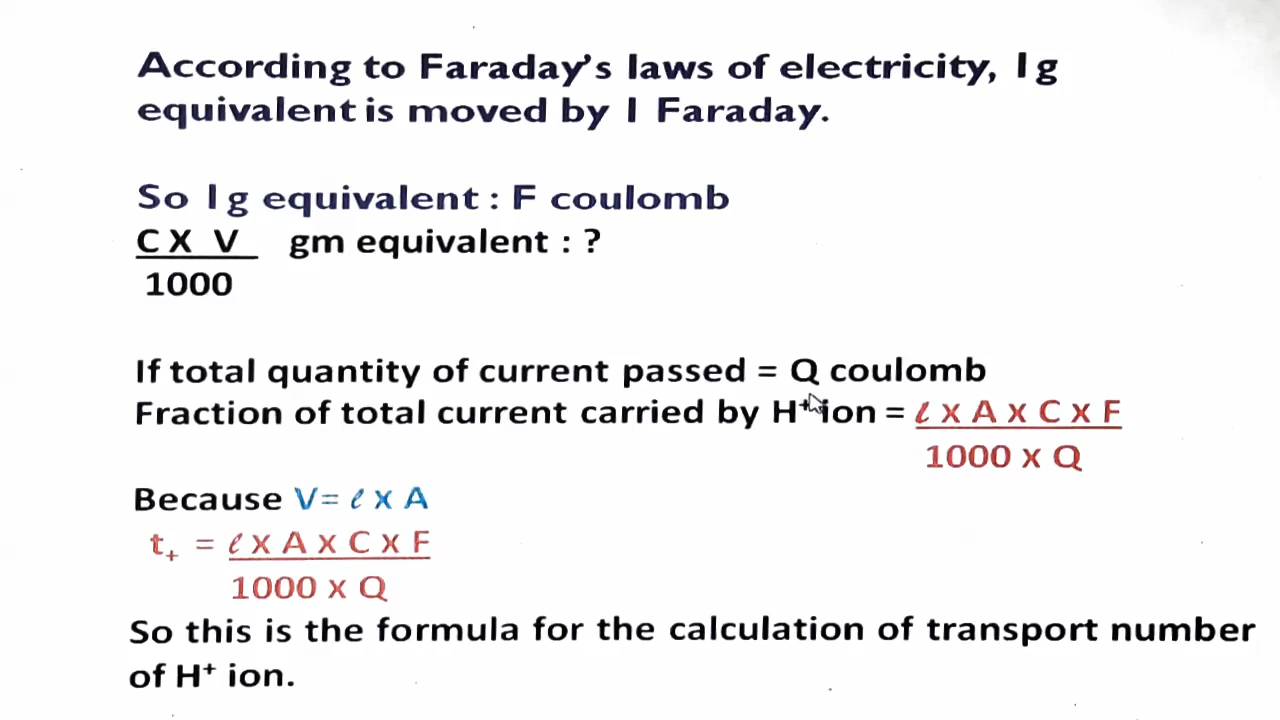 According to Faraday's laws of electricity, 1g
equivalent is moved by 1 Faraday.
So 1g equivalent : F coulomb
C X V gm equivalent : ?
1000
If total quantity of current passed = Q coulomb
Fraction of total current carried by H⁺ ion = ℓ x A x C x F
1000 x Q
Because V= ℓ x A
t₊ = ℓ x A x C x F
1000 x Q
So this is the formula for the calculation of transport number
of H⁺ ion.